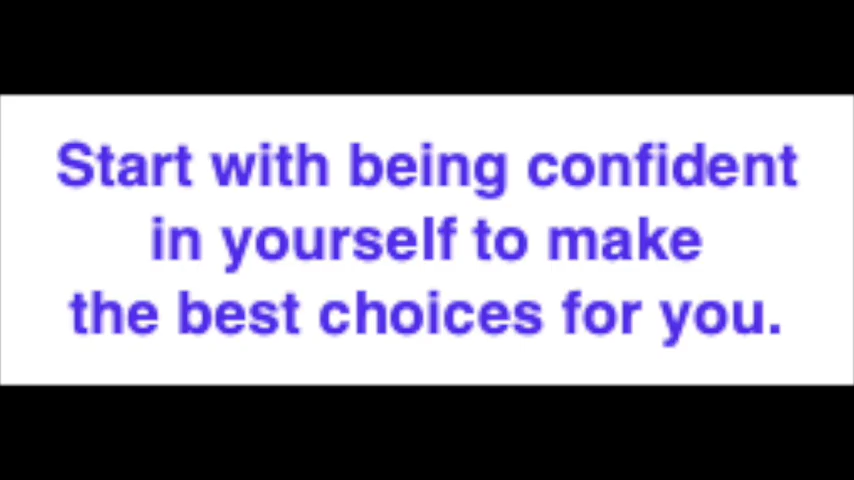 Start with being confident
in yourself to make
the best choices for you.